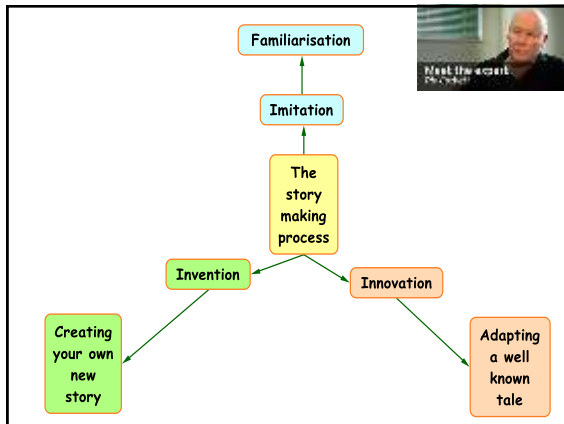 Familiarisation
Meet the expert
Imitation
The
story
making
process
Invention
Innovation
Creating
your own
new
story
Adapting
a well
known
tale